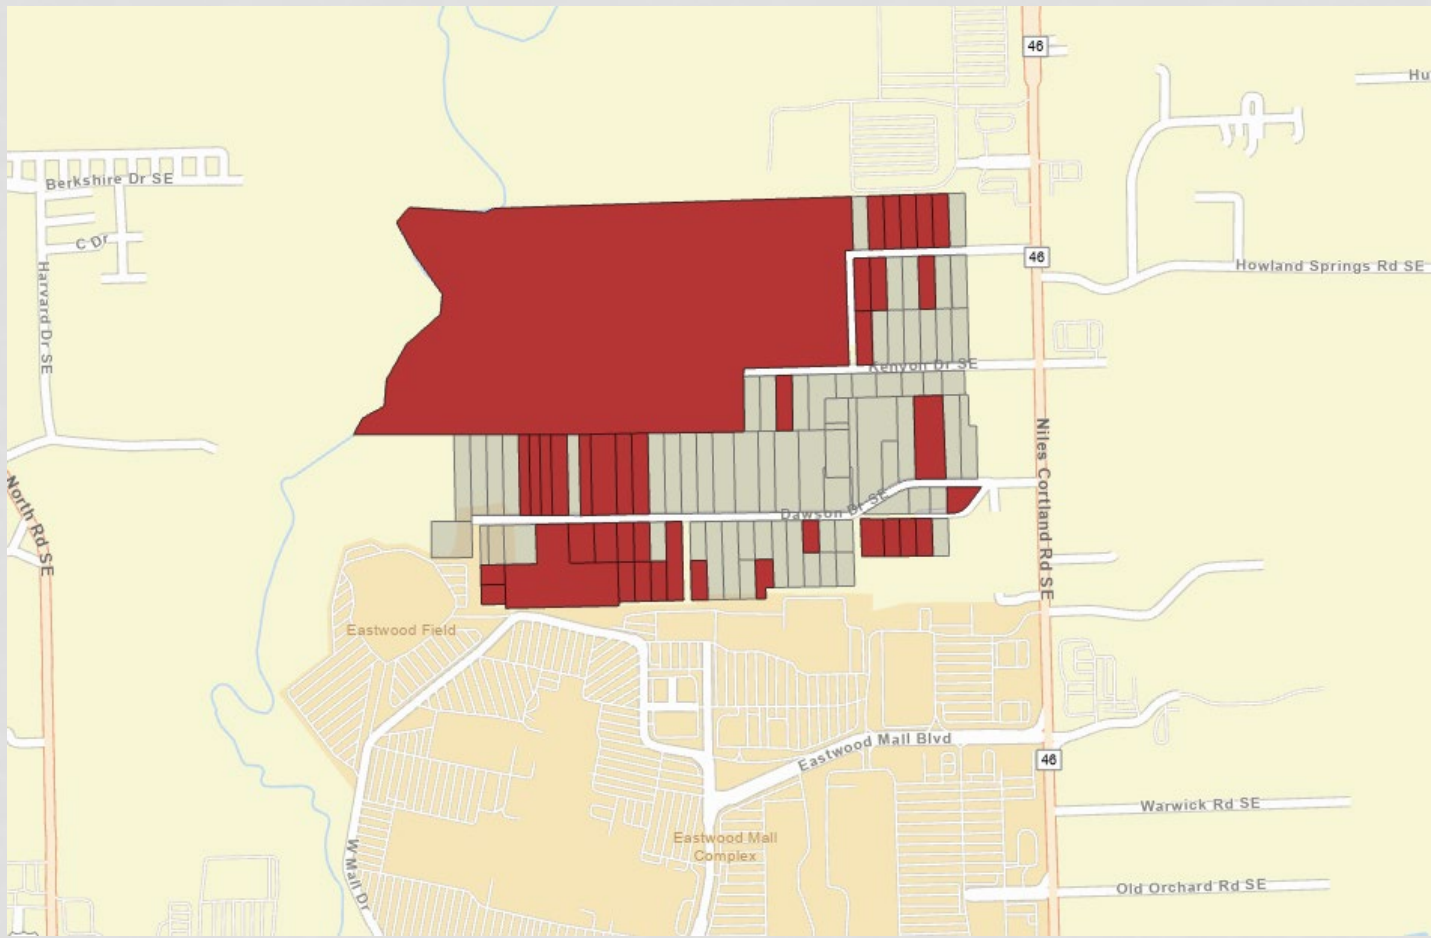 46
Hu
Berkshire Dr SE
C Dr
Harvard Dr SE
46
Howland Springs Rd SE
Kenyon Dr SE
Niles Cortland Rd SE
North Rd SE
Dawson Dr SE
Eastwood Field
Eastwood Mall Blvd
46
Warwick Rd SE
Eastwood Mall
Complex
W Mall Dr
Old Orchard Rd SE